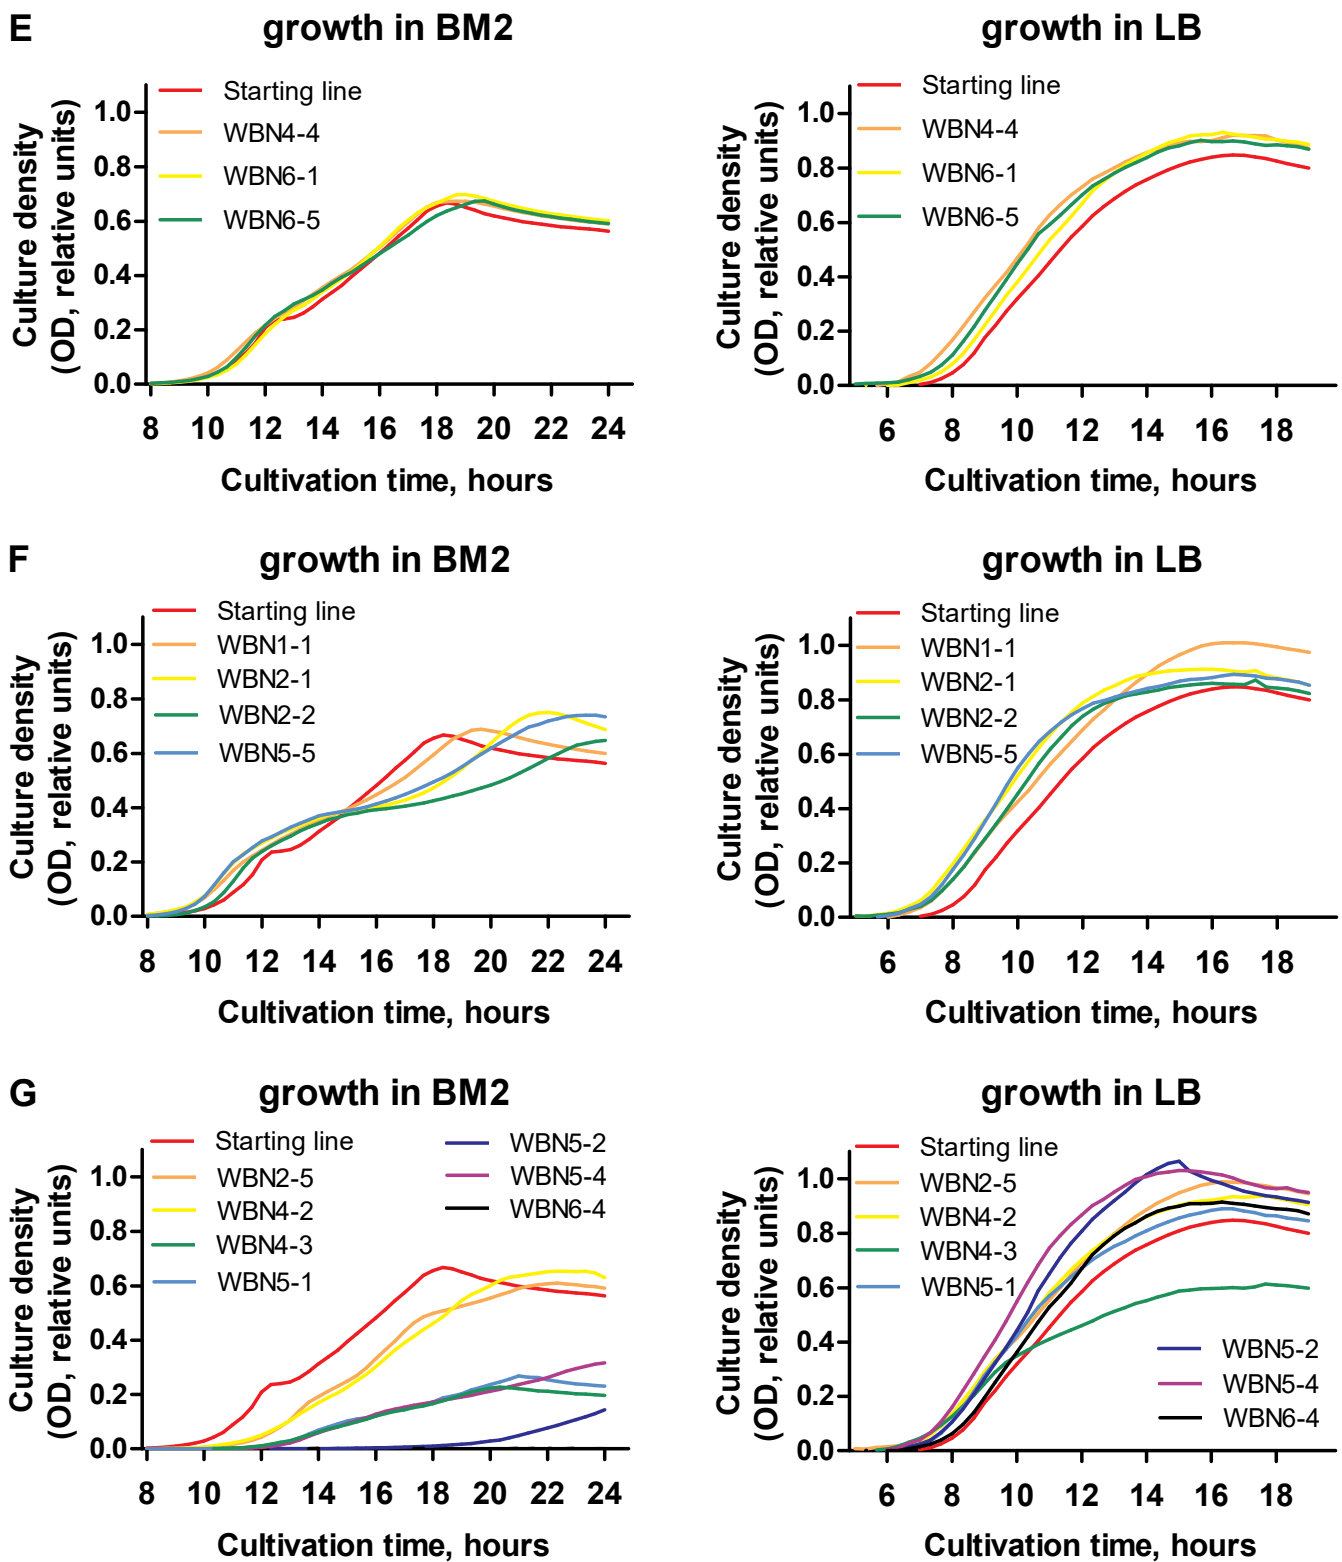 E
growth in BM2
Culture density
(OD, relative units)
Starting line
WBN4-4
WBN6-1
WBN6-5
1.0
0.8
0.6
0.4
0.2
0.0
8 10 12 14 16 18 20 22 24
Cultivation time, hours
growth in LB
Culture density
(OD, relative units)
Starting line
WBN4-4
WBN6-1
WBN6-5
1.0
0.8
0.6
0.4
0.2
0.0
6 8 10 12 14 16 18
Cultivation time, hours
F
growth in BM2
Culture density
(OD, relative units)
Starting line
WBN1-1
WBN2-1
WBN2-2
WBN5-5
1.0
0.8
0.6
0.4
0.2
0.0
8 10 12 14 16 18 20 22 24
Cultivation time, hours
growth in LB
Culture density
(OD, relative units)
Starting line
WBN1-1
WBN2-1
WBN2-2
WBN5-5
1.0
0.8
0.6
0.4
0.2
0.0
6 8 10 12 14 16 18
Cultivation time, hours
G
growth in BM2
Culture density
(OD, relative units)
Starting line
WBN2-5
WBN4-2
WBN4-3
WBN5-1
WBN5-2
WBN5-4
WBN6-4
1.0
0.8
0.6
0.4
0.2
0.0
8 10 12 14 16 18 20 22 24
Cultivation time, hours
growth in LB
Culture density
(OD, relative units)
Starting line
WBN2-5
WBN4-2
WBN4-3
WBN5-1
WBN5-2
WBN5-4
WBN6-4
1.0
0.8
0.6
0.4
0.2
0.0
6 8 10 12 14 16 18
Cultivation time, hours